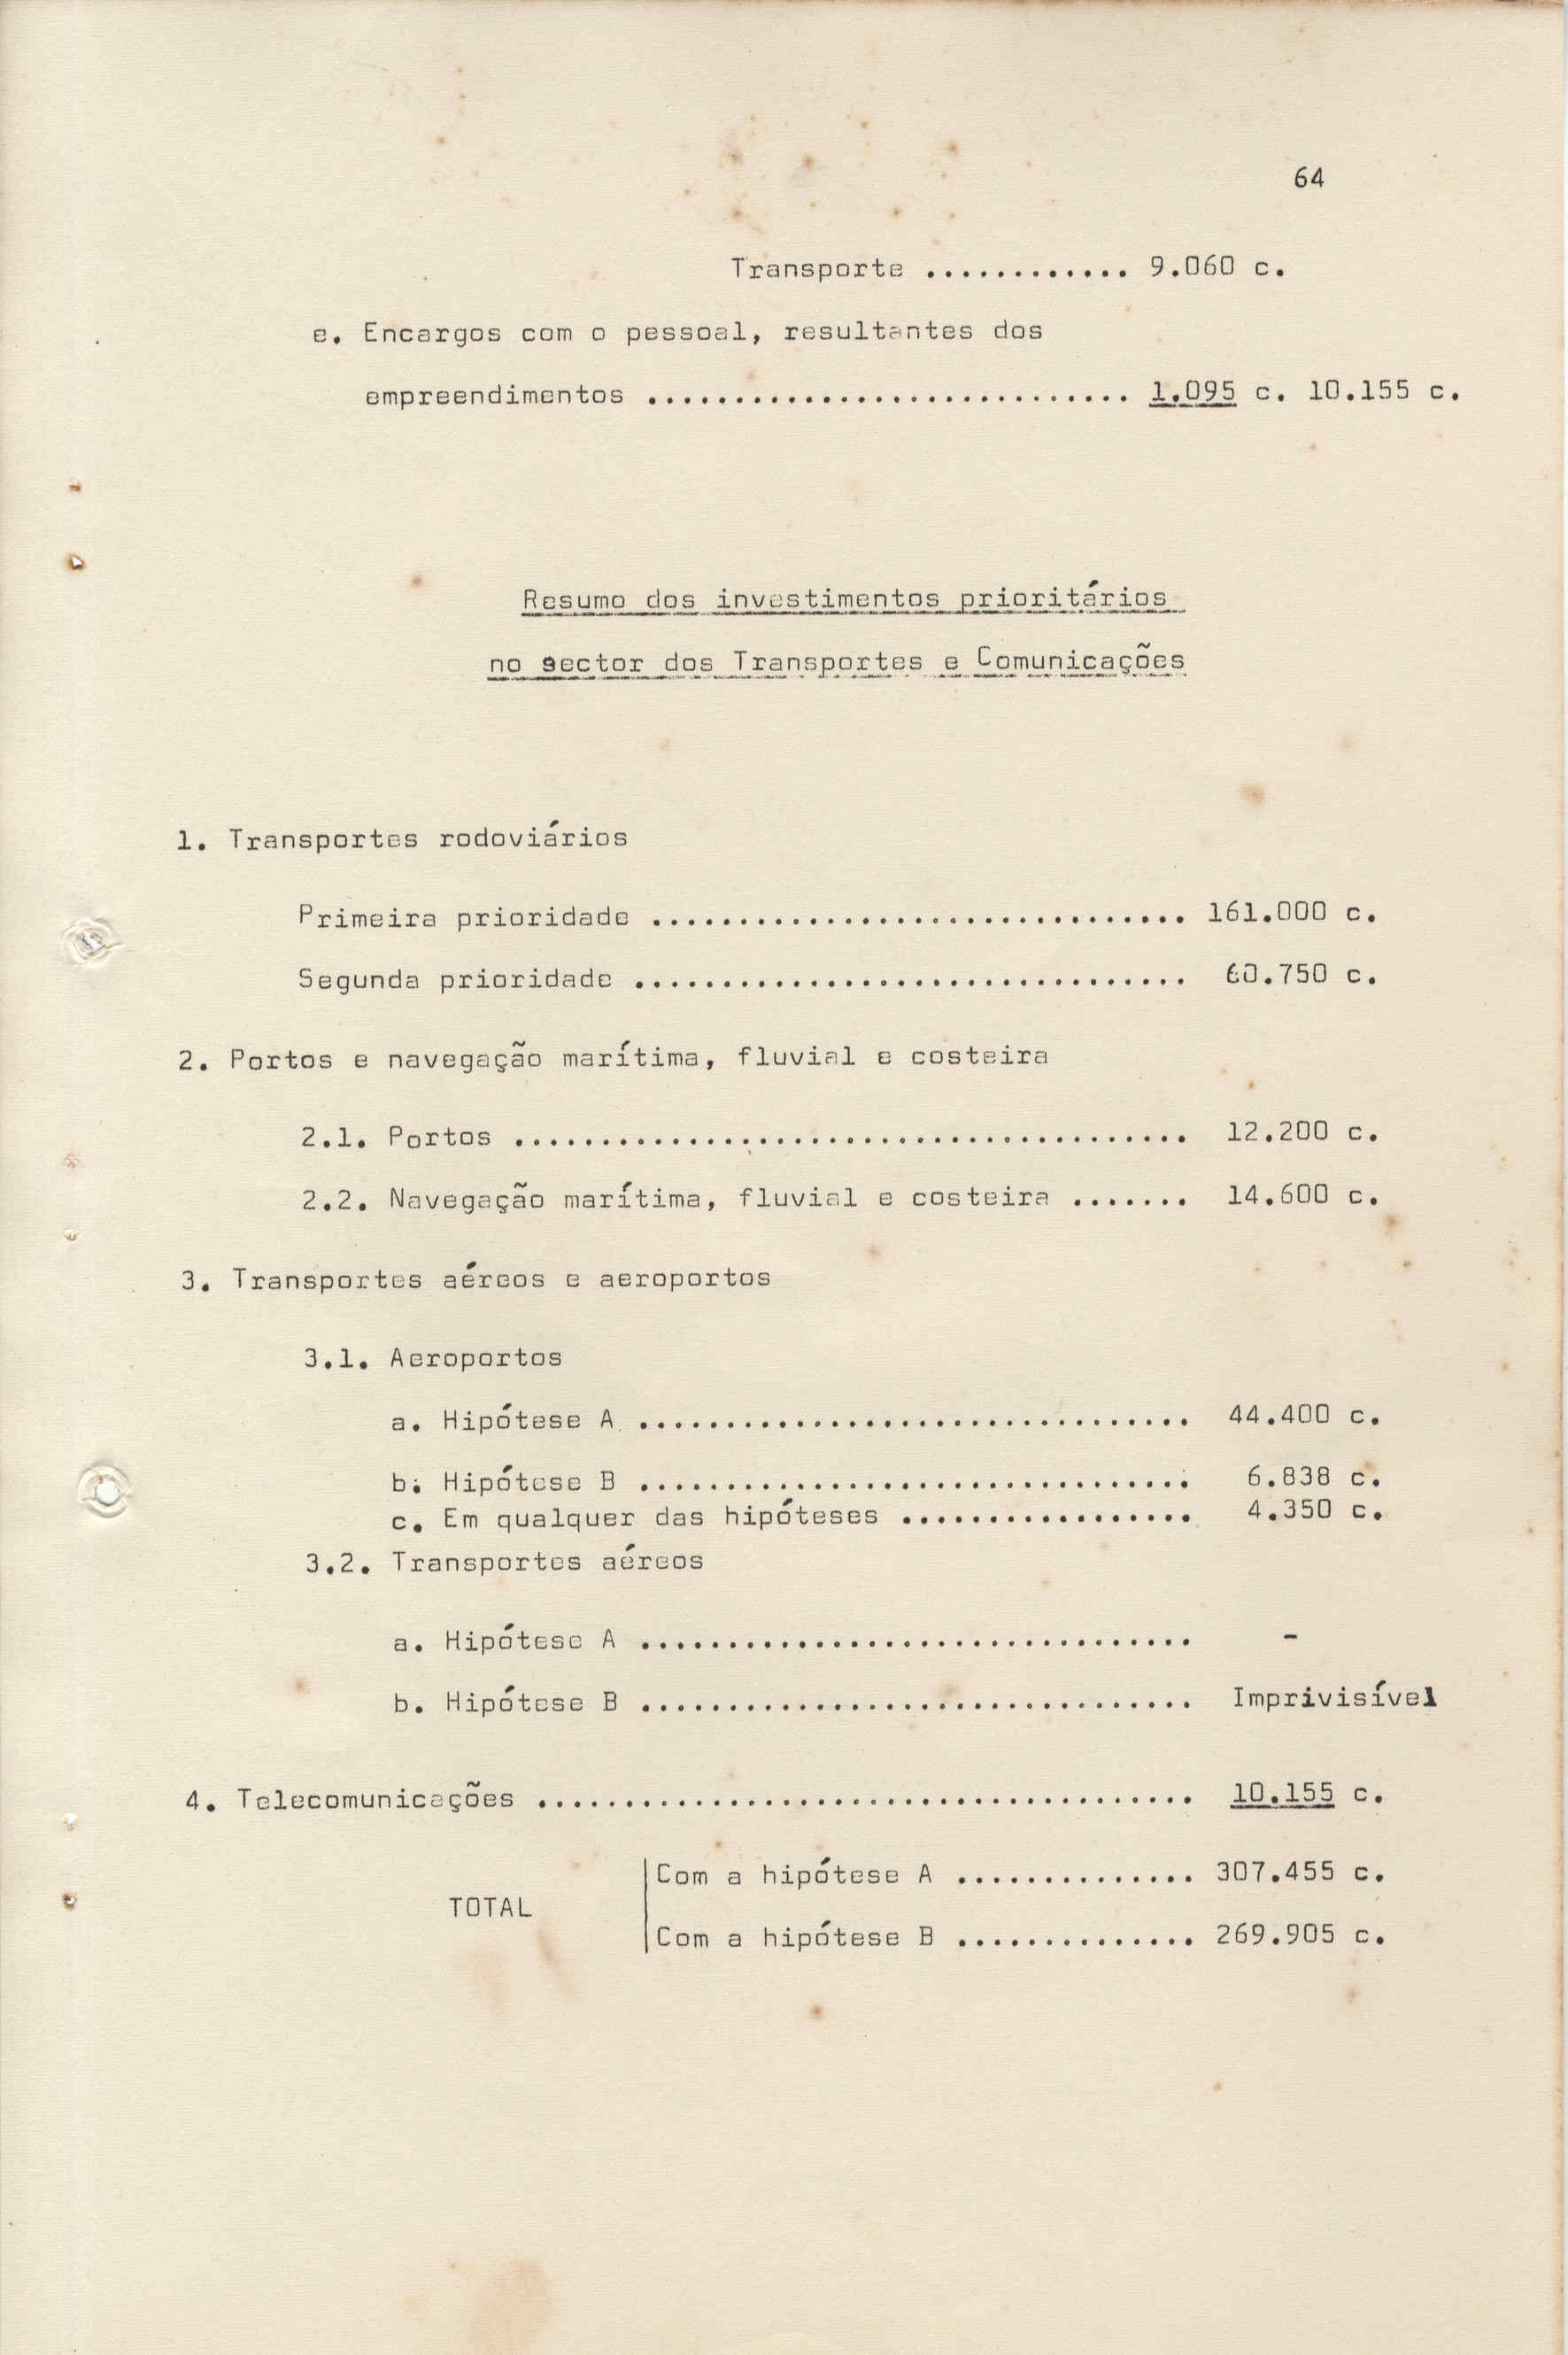 64
Transporte ............ 9.060 c.
e. Encargos com o pessoal, resultantes dos
empreendimentos ............................ 1.095 c. 10.155 c.
Resumo dos investimentos prioritários
no sector dos Transportes e Comunicações
1. Transportes rodoviários
Primeira prioridade ............................... 161.000 c.
Segunda prioridade ................................ 60.750 c.
2. Portos e navegação marítima, fluvial e costeira
2.1. Portos ....................................... 12.200 c.
2.2. Navegação marítima, fluvial e costeira ....... 14.600 c.
3. Transportes aéreos e aeroportos
3.1. Aeroportos
a. Hipótese A ................................ 44.400 c.
b. Hipótese B ................................ 6.838 c.
c. Em qualquer das hipóteses ................. 4.350 c.
3.2. Transportes aéreos
a. Hipótese A ................................ -
b. Hipótese B ................................ Imprivisível
4. Telecomunicações ...................................... 10.155 c.
Com a hipótese A .............. 307.455 c.
TOTAL
Com a hipótese B .............. 269.905 c.